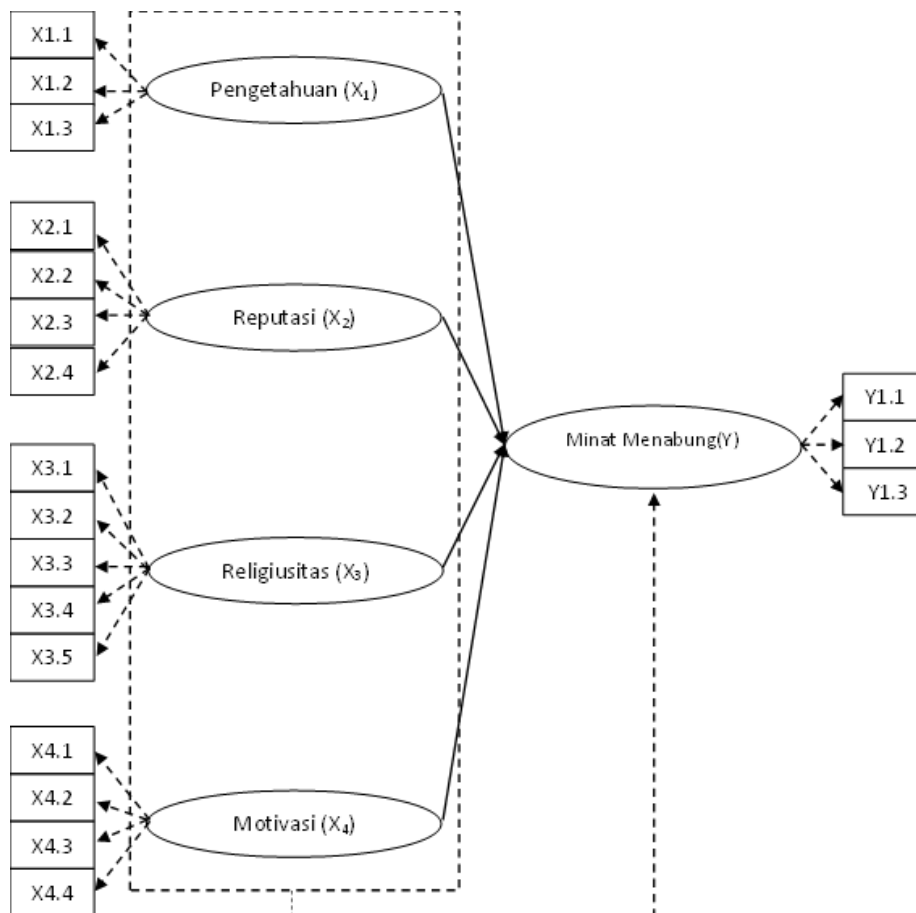 X1.1
X1.2
X1.3
Pengetahuan (X₁)
X2.1
X2.2
X2.3
X2.4
Reputasi (X₂)
Minat Menabung(Y)
Y1.1
Y1.2
Y1.3
X3.1
X3.2
X3.3
X3.4
X3.5
Religiusitas (X₃)
X4.1
X4.2
X4.3
X4.4
Motivasi (X₄)